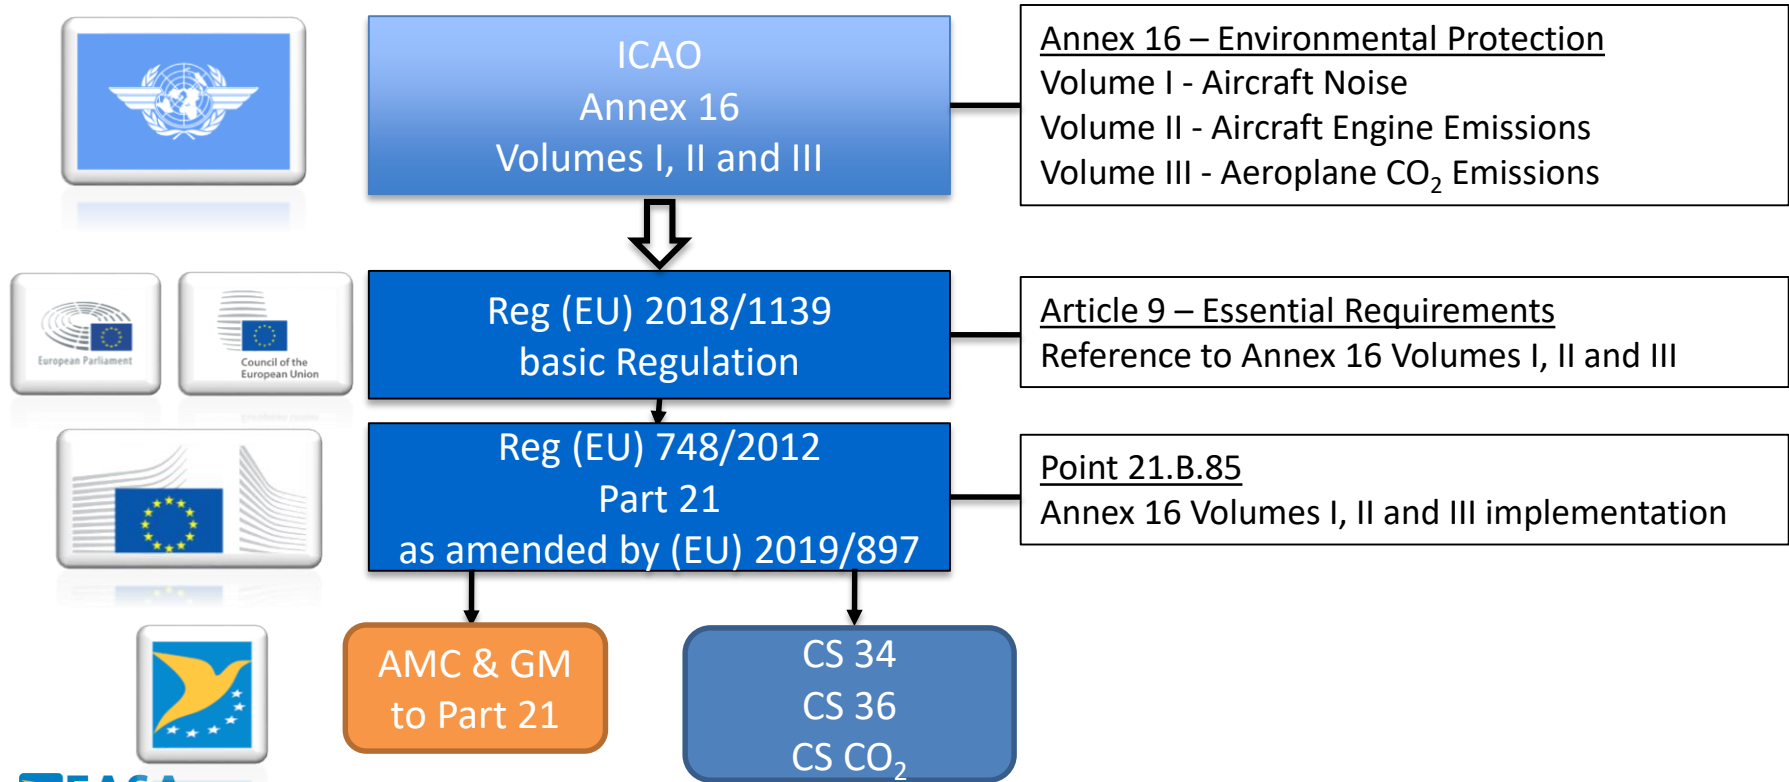 ICAO
Annex 16
Volumes I, II and III
Annex 16 – Environmental Protection
Volume I - Aircraft Noise
Volume II - Aircraft Engine Emissions
Volume III - Aeroplane CO₂ Emissions
European Parliament
Council of the
European Union
Reg (EU) 2018/1139
basic Regulation
Article 9 – Essential Requirements
Reference to Annex 16 Volumes I, II and III
Reg (EU) 748/2012
Part 21
as amended by (EU) 2019/897
Point 21.B.85
Annex 16 Volumes I, II and III implementation
AMC & GM
to Part 21
CS 34
CS 36
CS CO₂
EASA